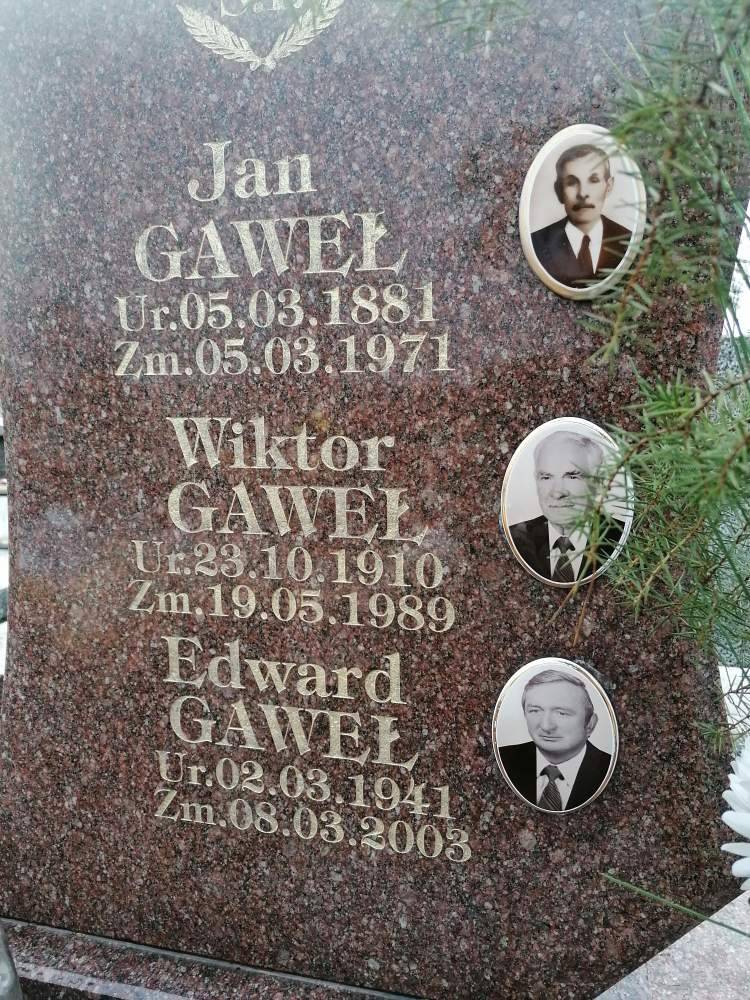 Jan
GAWEŁ
Ur.05.03.1881
Zm.05.03.1971
Wiktor
GAWEŁ
Ur.23.10.1910
Zm.19.05.1989
Edward
GAWEŁ
Ur.02.03.1941
Zm.08.03.2003